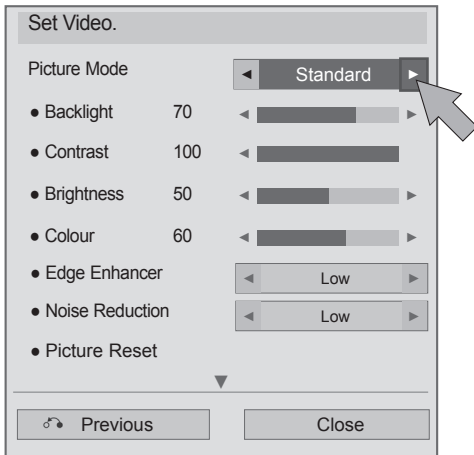 Set Video.
Picture Mode ◄ Standard ►
● Backlight 70 ◄ ►
● Contrast 100 ◄
● Brightness 50 ◄ ►
● Colour 60 ◄ ►
● Edge Enhancer ◄ Low ►
● Noise Reduction ◄ Low ►
● Picture Reset
▼
Previous Close